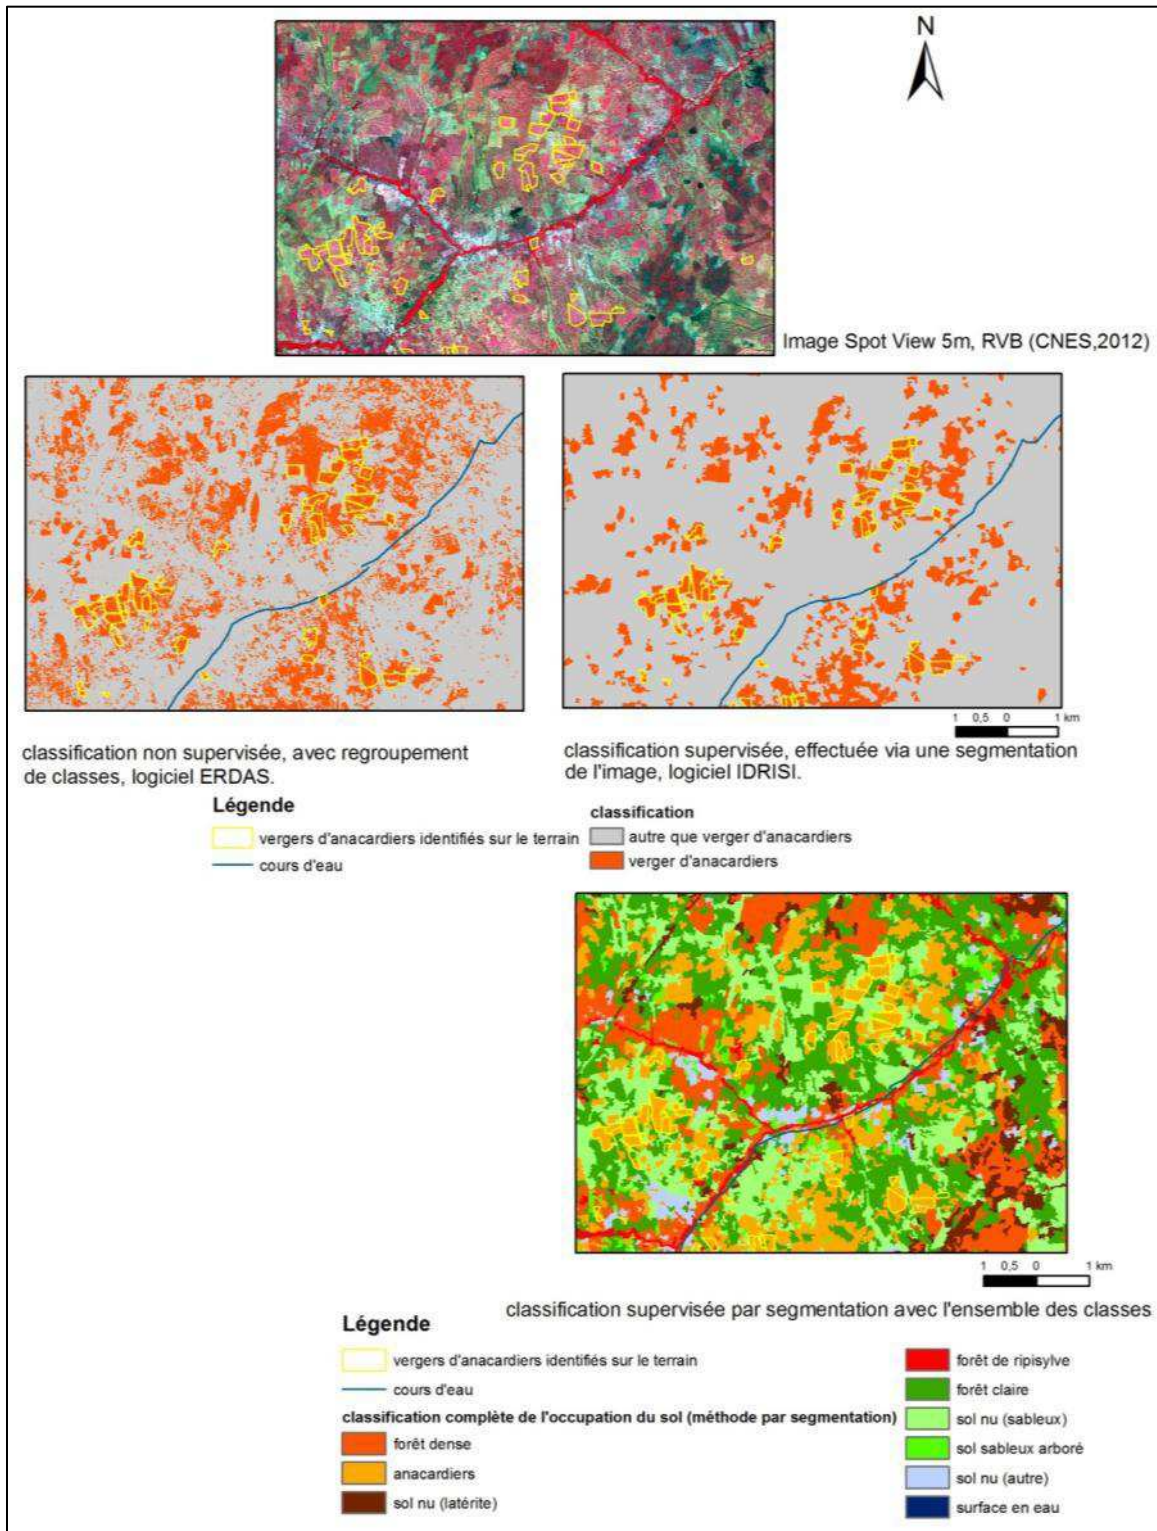 N
Image Spot View 5m, RVB (CNES,2012)
1 0,5 0 1 km
classification non supervisée, avec regroupement
de classes, logiciel ERDAS.
classification supervisée, effectuée via une segmentation
de l'image, logiciel IDRISI.
Légende
vergers d'anacardiers identifiés sur le terrain
cours d'eau
classification
autre que verger d'anacardiers
verger d'anacardiers
1 0,5 0 1 km
classification supervisée par segmentation avec l'ensemble des classes
Légende
vergers d'anacardiers identifiés sur le terrain
cours d'eau
classification complète de l'occupation du sol (méthode par segmentation)
forêt dense
anacardiers
sol nu (latérite)
forêt de ripisylve
forêt claire
sol nu (sableux)
sol sableux arboré
sol nu (autre)
surface en eau